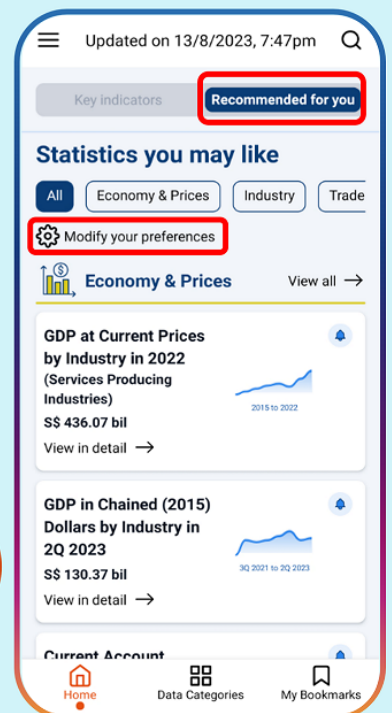 Updated on 13/8/2023, 7:47pm
Key indicators Recommended for you
Statistics you may like
All Economy & Prices Industry Trade
Modify your preferences
Economy & Prices View all →
GDP at Current Prices
by Industry in 2022
(Services Producing
Industries)
2015 to 2022
S$ 436.07 bil
View in detail →
GDP in Chained (2015)
Dollars by Industry in
2Q 2023
3Q 2021 to 2Q 2023
S$ 130.37 bil
View in detail →
Current Account
Home Data Categories My Bookmarks